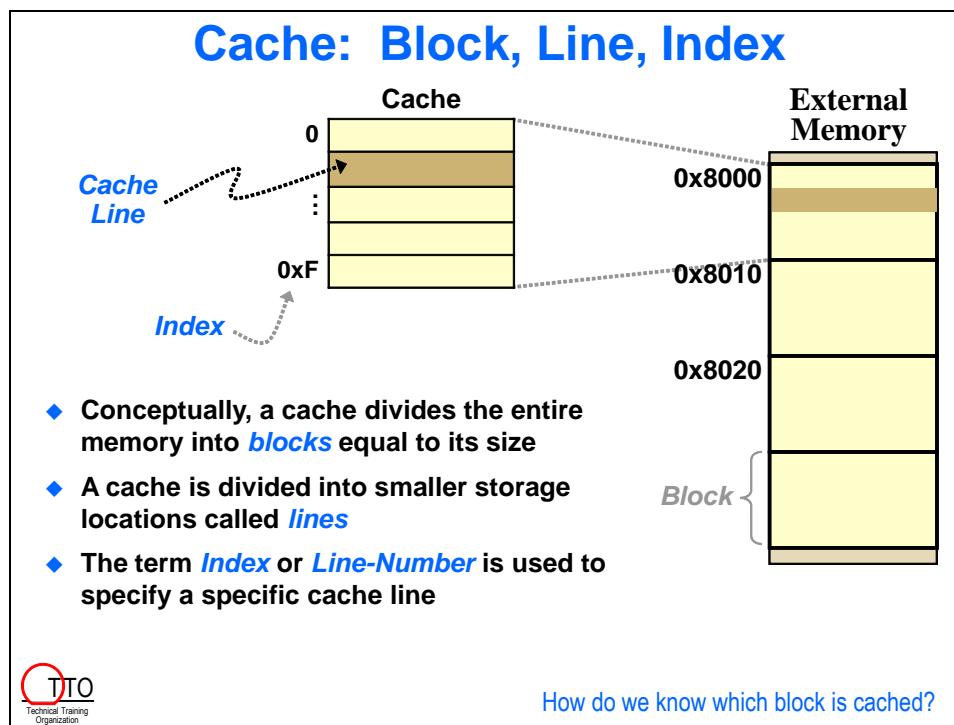 Cache: Block, Line, Index
Cache
External
Memory
0
Cache
Line
⋮
0xF
Index
0x8000
0x8010
0x8020
Block
◆ Conceptually, a cache divides the entire
memory into blocks equal to its size
◆ A cache is divided into smaller storage
locations called lines
◆ The term Index or Line-Number is used to
specify a specific cache line
TTO
Technical Training
Organization
How do we know which block is cached?